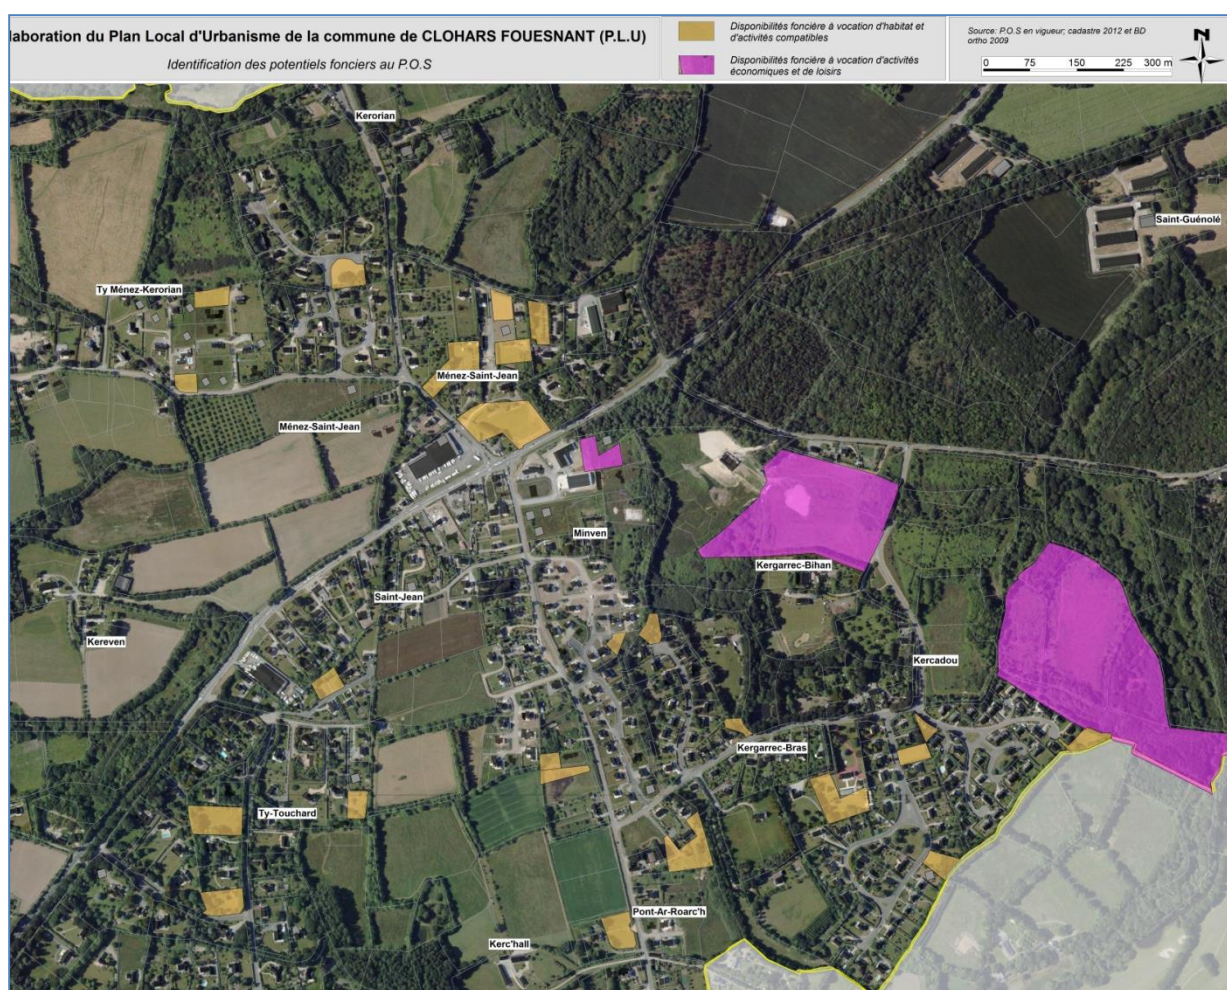 laboration du Plan Local d'Urbanisme de la commune de CLOHARS FOUESNANT (P.L.U)
Identification des potentiels fonciers au P.O.S
Disponibilités foncière à vocation d'habitat et
d'activités compatibles
Disponibilités foncière à vocation d'activités
économiques et de loisirs
Source: P.O.S en vigueur; cadastre 2012 et BD
ortho 2009
0 75 150 225 300 m
N
Kerorian
Saint-Guénolé
Ty Ménez-Kerorian
Ménez-Saint-Jean
Ménez-Saint-Jean
Minven
Kergarrec-Bihan
Saint-Jean
Kereven
Kercadou
Kergarrec-Bras
Ty-Touchard
Pont-Ar-Roarc'h
Kerc'hall